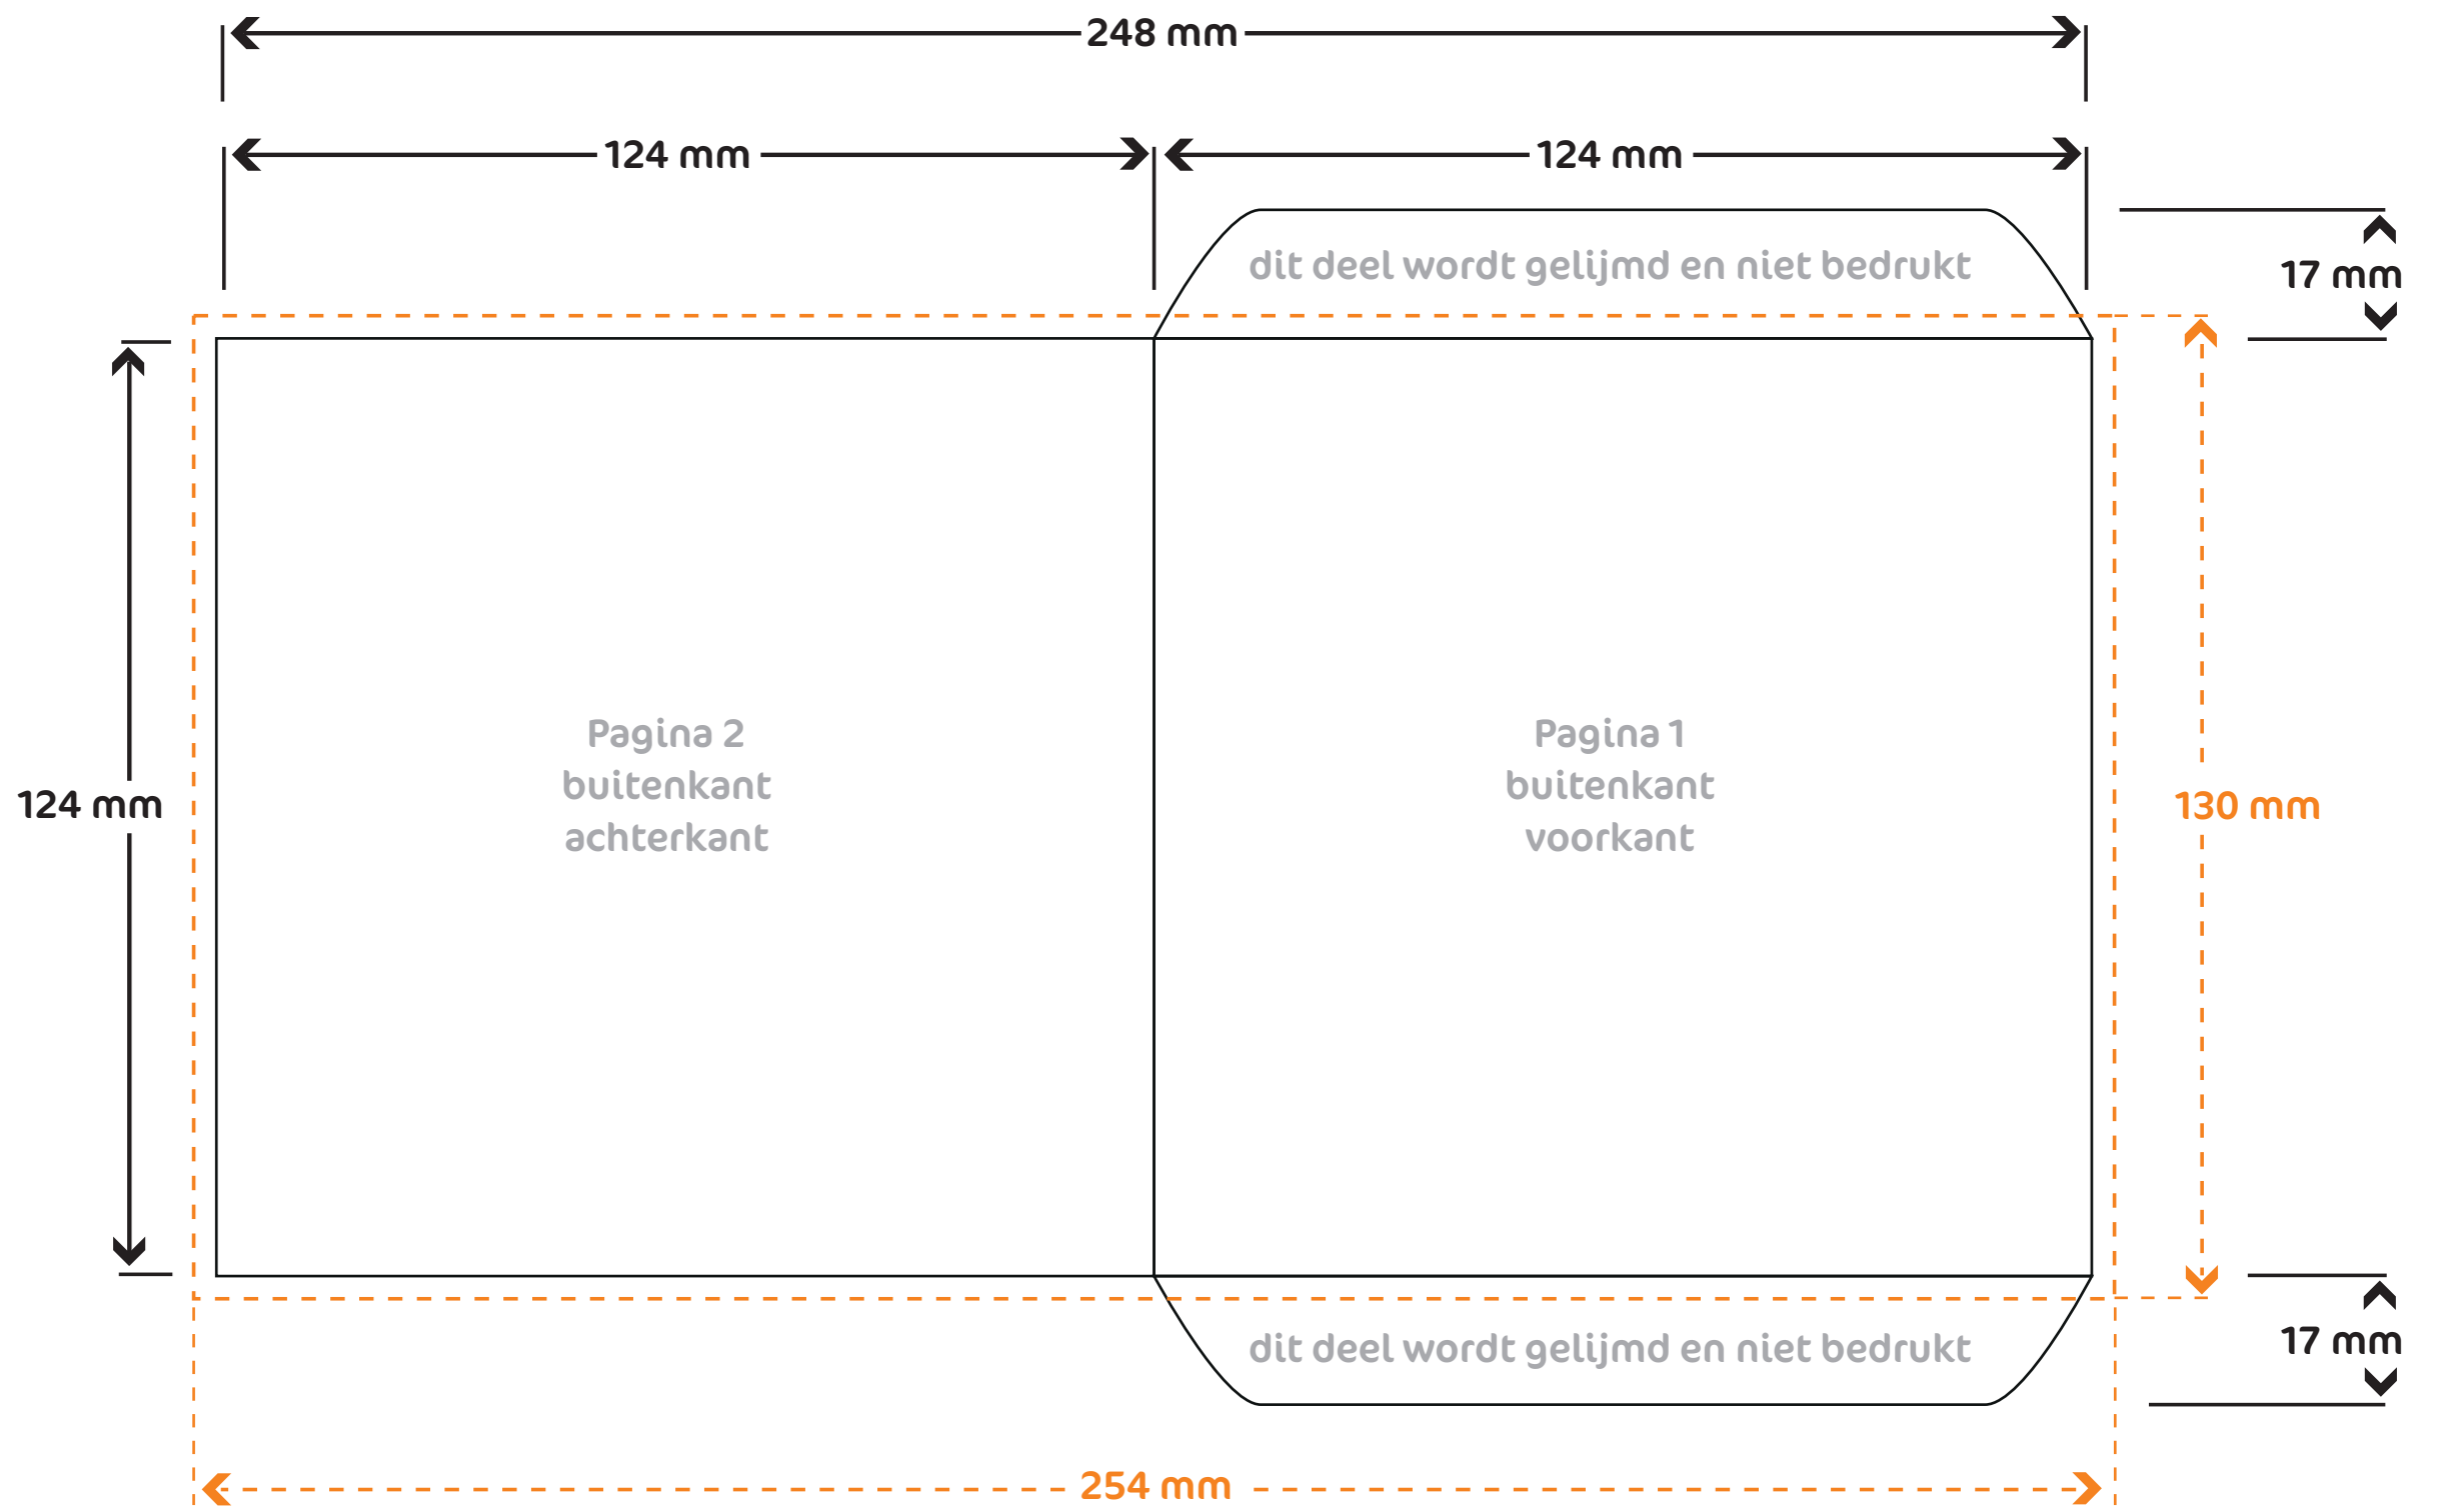 248 mm
124 mm
124 mm
dit deel wordt gelijmd en niet bedrukt
17 mm
Pagina 2
buitenkant
achterkant
Pagina 1
buitenkant
voorkant
124 mm
130 mm
dit deel wordt gelijmd en niet bedrukt
17 mm
254 mm